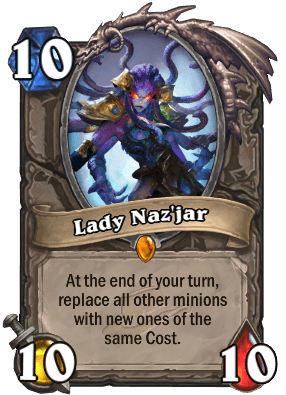 10
Lady Naz'jar
At the end of your turn,
replace all other minions
with new ones of the
same Cost.
10
10